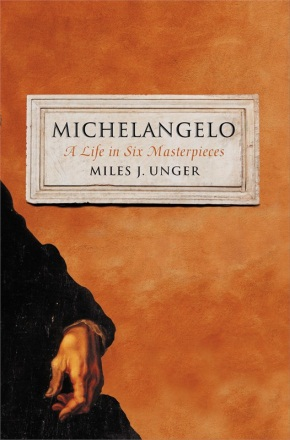 MICHELANGELO
A Life in Six Masterpieces
MILES J. UNGER